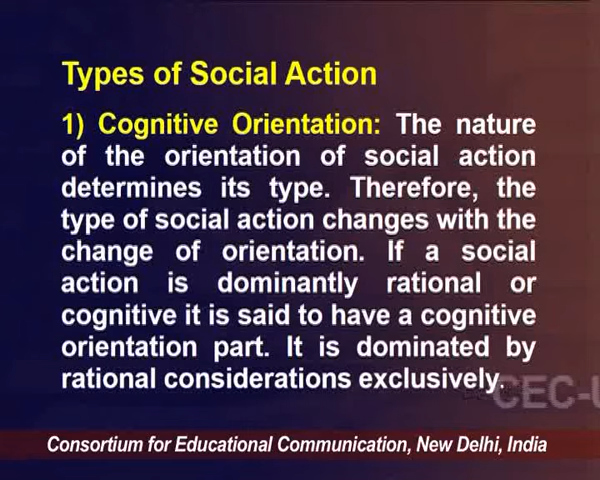 Types of Social Action
1) Cognitive Orientation: The nature
of the orientation of social action
determines its type. Therefore, the
type of social action changes with the
change of orientation. If a social
action is dominantly rational or
cognitive it is said to have a cognitive
orientation part. It is dominated by
rational considerations exclusively.
CEC-U
Consortium for Educational Communication, New Delhi, India